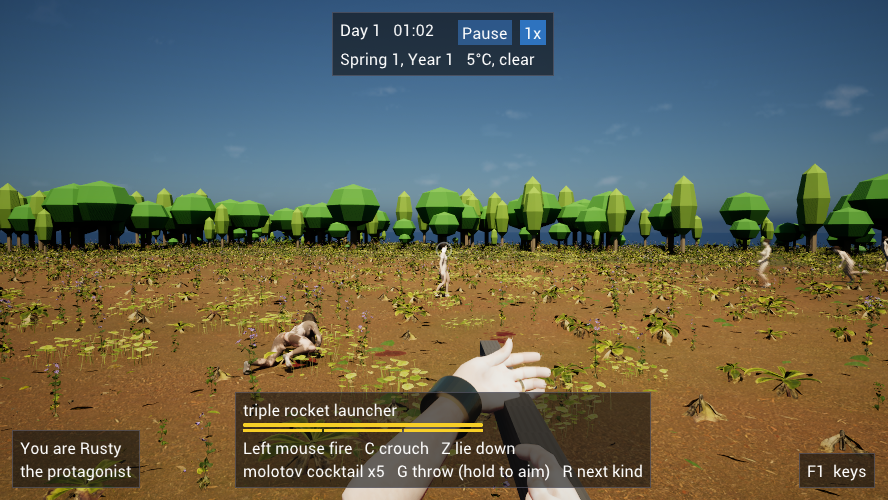 Day 1 01:02 Pause 1x
Spring 1, Year 1 5°C, clear
triple rocket launcher
Left mouse fire C crouch Z lie down
molotov cocktail x5 G throw (hold to aim) R next kind
You are Rusty
the protagonist
F1 keys